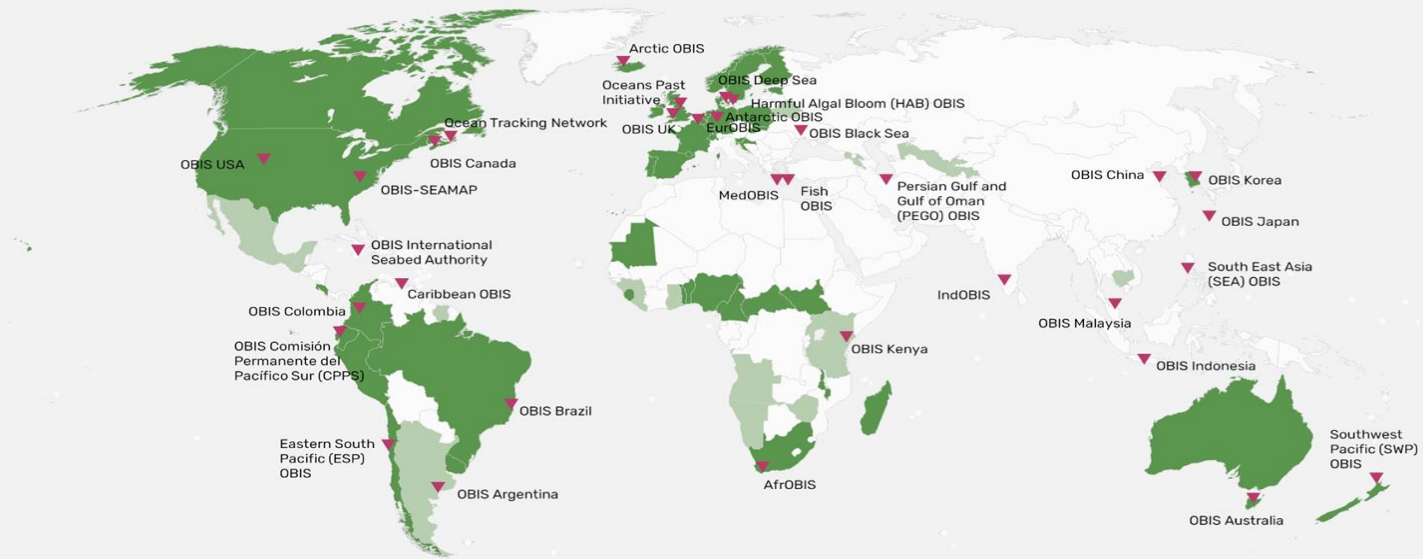 Arctic OBIS
OBIS Deep Sea
Oceans Past
Initiative
Harmful Algal Bloom (HAB) OBIS
Antarctic OBIS
Ocean Tracking Network
OBIS UK
EurOBIS
OBIS Black Sea
OBIS USA
OBIS Canada
OBIS-SEAMAP
MedOBIS
Fish
OBIS
Persian Gulf and
Gulf of Oman
(PEGO) OBIS
OBIS China
OBIS Korea
OBIS Japan
OBIS International
Seabed Authority
Caribbean OBIS
South East Asia
(SEA) OBIS
IndOBIS
OBIS Colombia
OBIS Malaysia
OBIS Comisión
Permanente del
Pacífico Sur (CPPS)
OBIS Kenya
OBIS Indonesia
OBIS Brazil
Eastern South
Pacific (ESP)
OBIS
Southwest
Pacific (SWP)
OBIS
OBIS Argentina
AfrOBIS
OBIS Australia